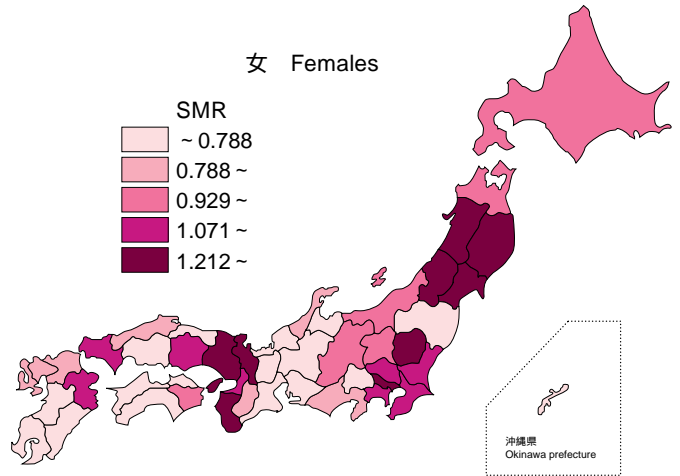 女 Females
SMR
~ 0.788
0.788 ~
0.929 ~
1.071 ~
1.212 ~
沖縄県
Okinawa prefecture